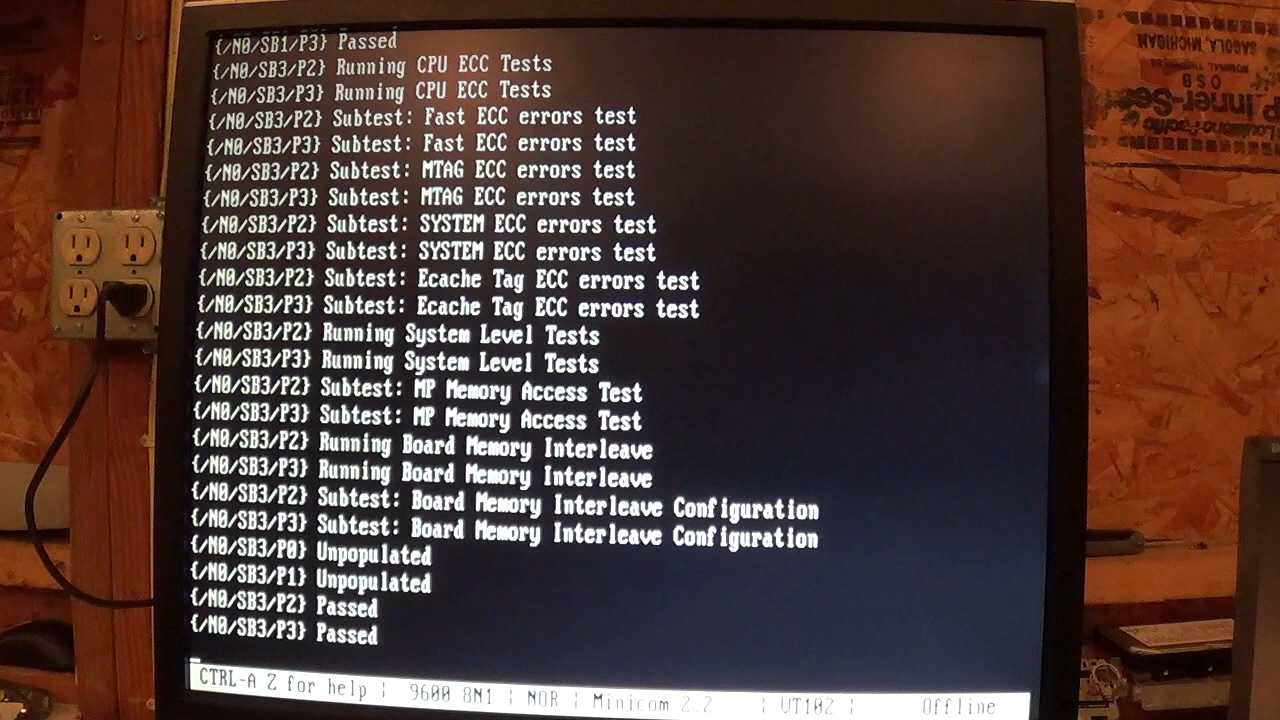 {/N0/SB1/P3} Passed
{/N0/SB3/P2} Running CPU ECC Tests
{/N0/SB3/P3} Running CPU ECC Tests
{/N0/SB3/P2} Subtest: Fast ECC errors test
{/N0/SB3/P3} Subtest: Fast ECC errors test
{/N0/SB3/P2} Subtest: MTAG ECC errors test
{/N0/SB3/P3} Subtest: MTAG ECC errors test
{/N0/SB3/P2} Subtest: SYSTEM ECC errors test
{/N0/SB3/P3} Subtest: SYSTEM ECC errors test
{/N0/SB3/P2} Subtest: Ecache Tag ECC errors test
{/N0/SB3/P3} Subtest: Ecache Tag ECC errors test
{/N0/SB3/P2} Running System Level Tests
{/N0/SB3/P3} Running System Level Tests
{/N0/SB3/P2} Subtest: MP Memory Access Test
{/N0/SB3/P3} Subtest: MP Memory Access Test
{/N0/SB3/P2} Running Board Memory Interleave
{/N0/SB3/P3} Running Board Memory Interleave
{/N0/SB3/P2} Subtest: Board Memory Interleave Configuration
{/N0/SB3/P3} Subtest: Board Memory Interleave Configuration
{/N0/SB3/P0} Unpopulated
{/N0/SB3/P1} Unpopulated
{/N0/SB3/P2} Passed
{/N0/SB3/P3} Passed
CTRL-A Z for help | 9600 8N1 | NOR | Minicom 2.2 | VT102 | Offline
Louisiana-Pacific
Inner-Se
OSB
SAGOLA, MICHIGAN